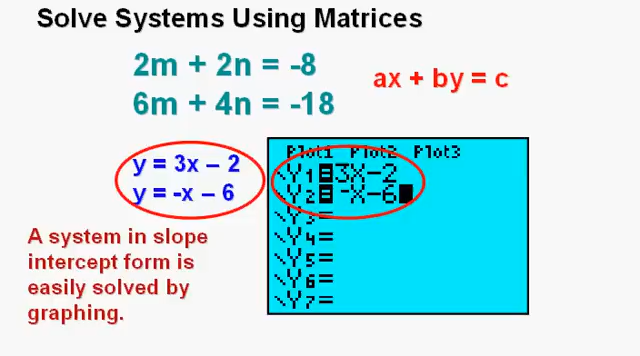 Solve Systems Using Matrices
2m + 2n = -8
6m + 4n = -18
ax + by = c
y = 3x – 2
y = -x – 6
A system in slope
intercept form is
easily solved by
graphing.
Plot1 Plot2 Plot3
\Y1=3X-2
\Y2=-X-6
\Y3=
\Y4=
\Y5=
\Y6=
\Y7=